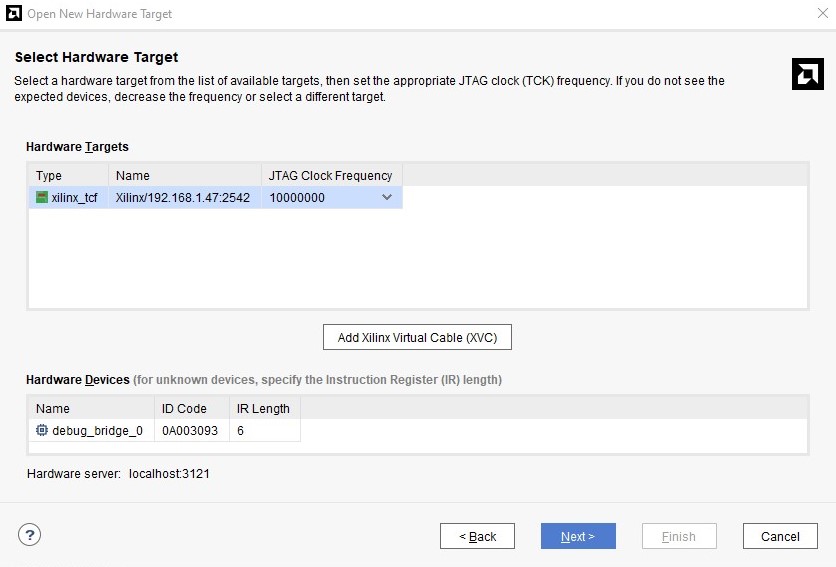 Open New Hardware Target
Select Hardware Target
Select a hardware target from the list of available targets, then set the appropriate JTAG clock (TCK) frequency. If you do not see the
expected devices, decrease the frequency or select a different target.
Hardware Targets
Type Name JTAG Clock Frequency
xilinx_tcf Xilinx/192.168.1.47:2542 10000000
Add Xilinx Virtual Cable (XVC)
Hardware Devices (for unknown devices, specify the Instruction Register (IR) length)
Name ID Code IR Length
debug_bridge_0 0A003093 6
Hardware server: localhost:3121
? < Back Next > Finish Cancel